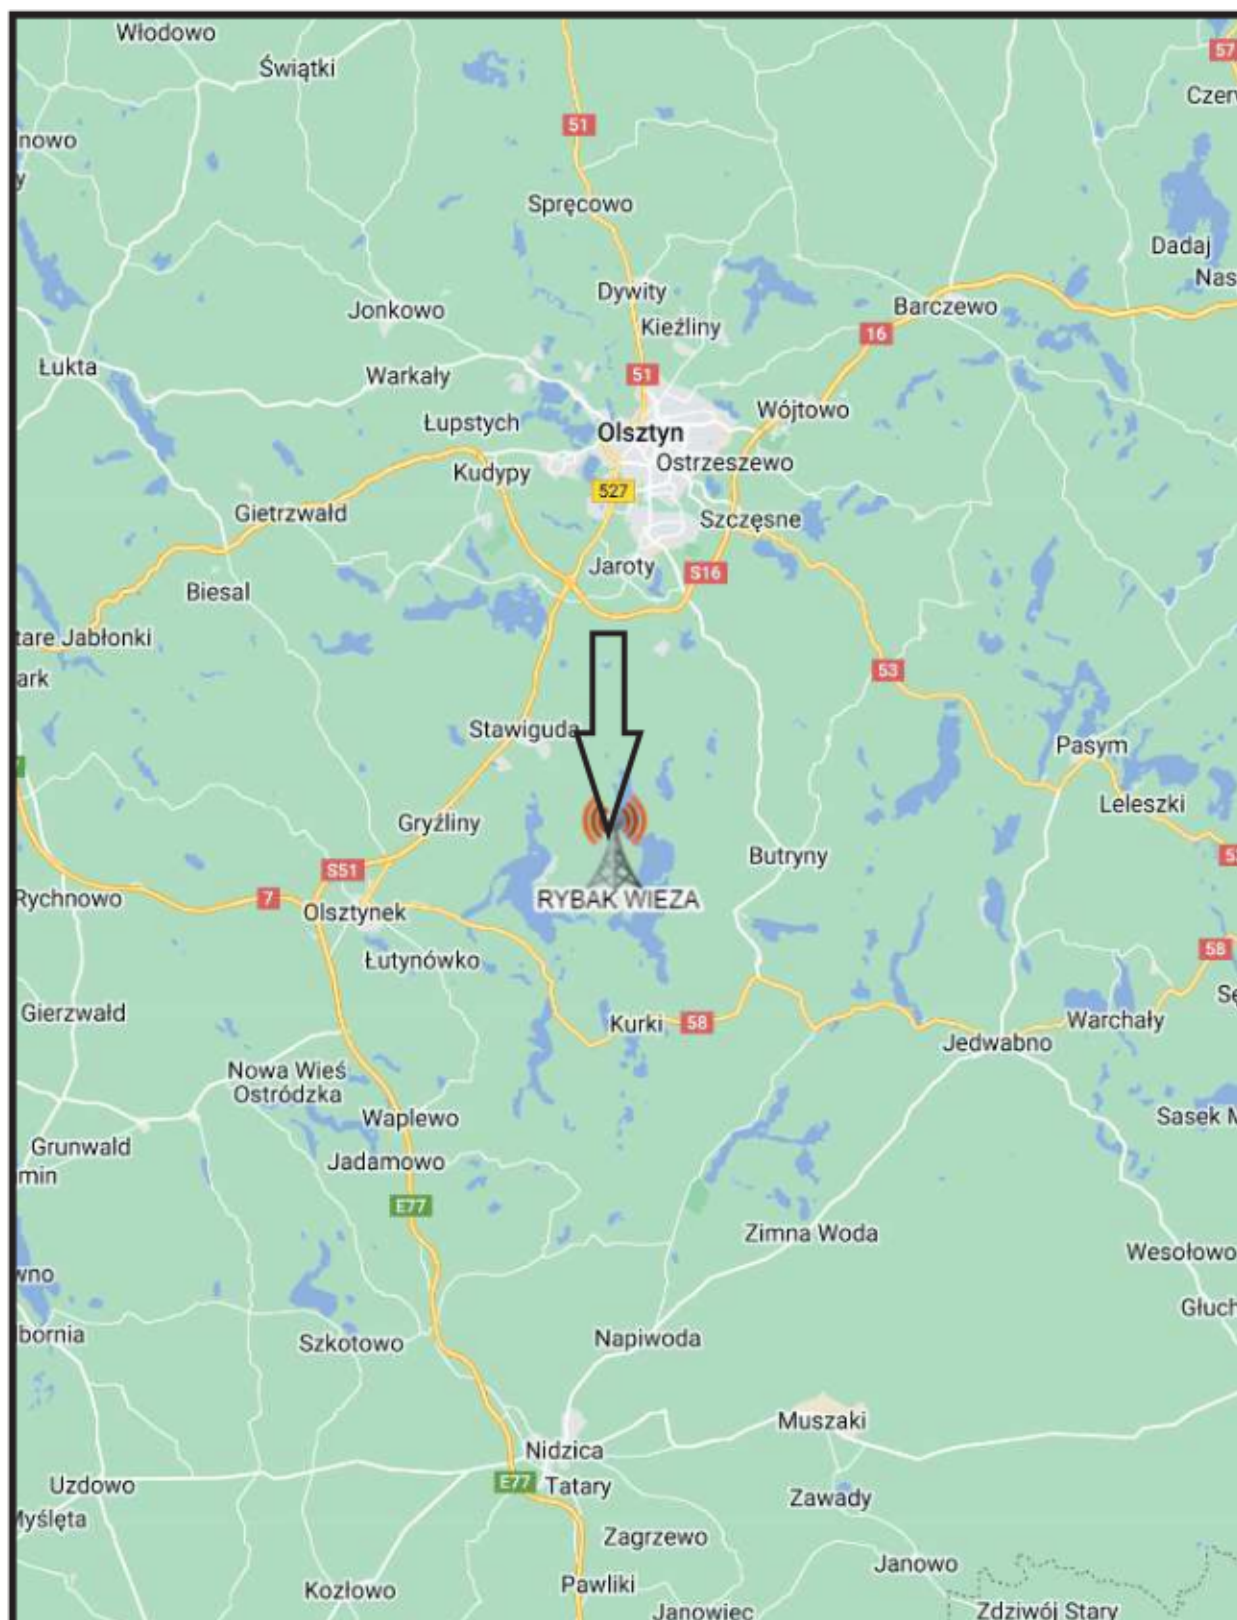 Włodowo
Świątki
57
Czerw
51
nowo
y
Spręcowo
Dadaj
Nas
Dywity
Jonkowo
Kieźliny
Barczewo
16
Łukta
Warkały
51
Wójtowo
Łupstych
Olsztyn
Ostrzeszewo
Kudypy
527
Gietrzwałd
Szczęsne
Jaroty
S16
Biesal
tare Jabłonki
ark
53
Stawiguda
Pasym
Leleszki
Gryźliny
Butryny
S51
7
Rychnowo
RYBAK WIEZA
Olsztynek
58
Łutynówko
Gierzwałd
Kurki
58
Warchały
Jedwabno
Nowa Wieś
Ostródzka
Waplewo
Sasek M
Grunwald
min
Jadamowo
E77
Zimna Woda
Wesołowo
wno
Głuch
bornia
Szkotowo
Napiwoda
Muszaki
Nidzica
E77
Tatary
Uzdowo
Zawady
Myślęta
Zagrzewo
Janowo
Kozłowo
Pawliki
Janowiec
Zdziwój Stary